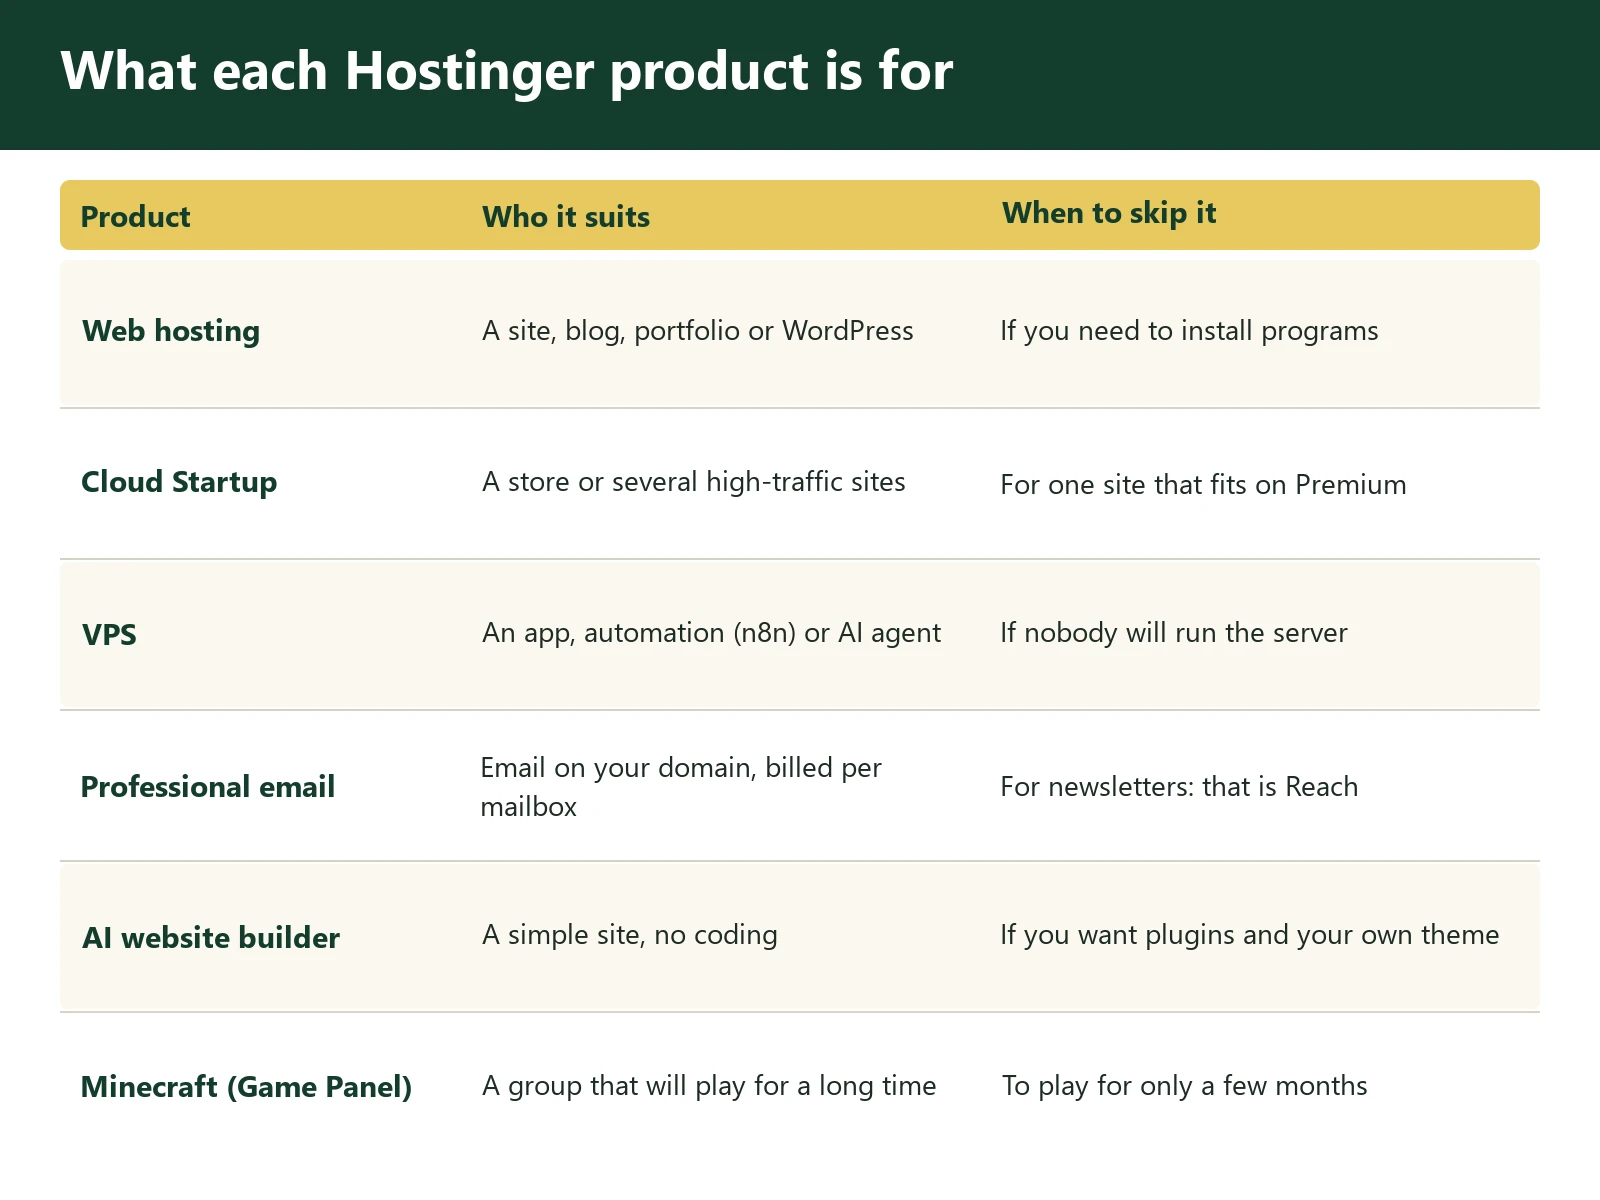 What each Hostinger product is for
Product
Who it suits
When to skip it
Web hosting
A site, blog, portfolio or WordPress
If you need to install programs
Cloud Startup
A store or several high-traffic sites
For one site that fits on Premium
VPS
An app, automation (n8n) or AI agent
If nobody will run the server
Professional email
Email on your domain, billed per
mailbox
For newsletters: that is Reach
AI website builder
A simple site, no coding
If you want plugins and your own theme
Minecraft (Game Panel)
A group that will play for a long time
To play for only a few months